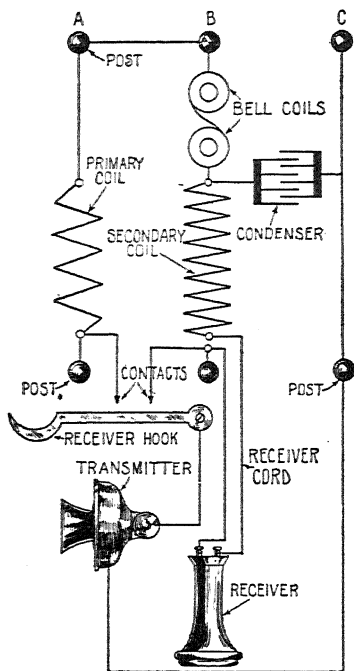 A B C
POST
BELL COILS
PRIMARY
COIL
CONDENSER
SECONDARY
COIL
POST
CONTACTS
POST
RECEIVER HOOK
RECEIVER
CORD
TRANSMITTER
RECEIVER